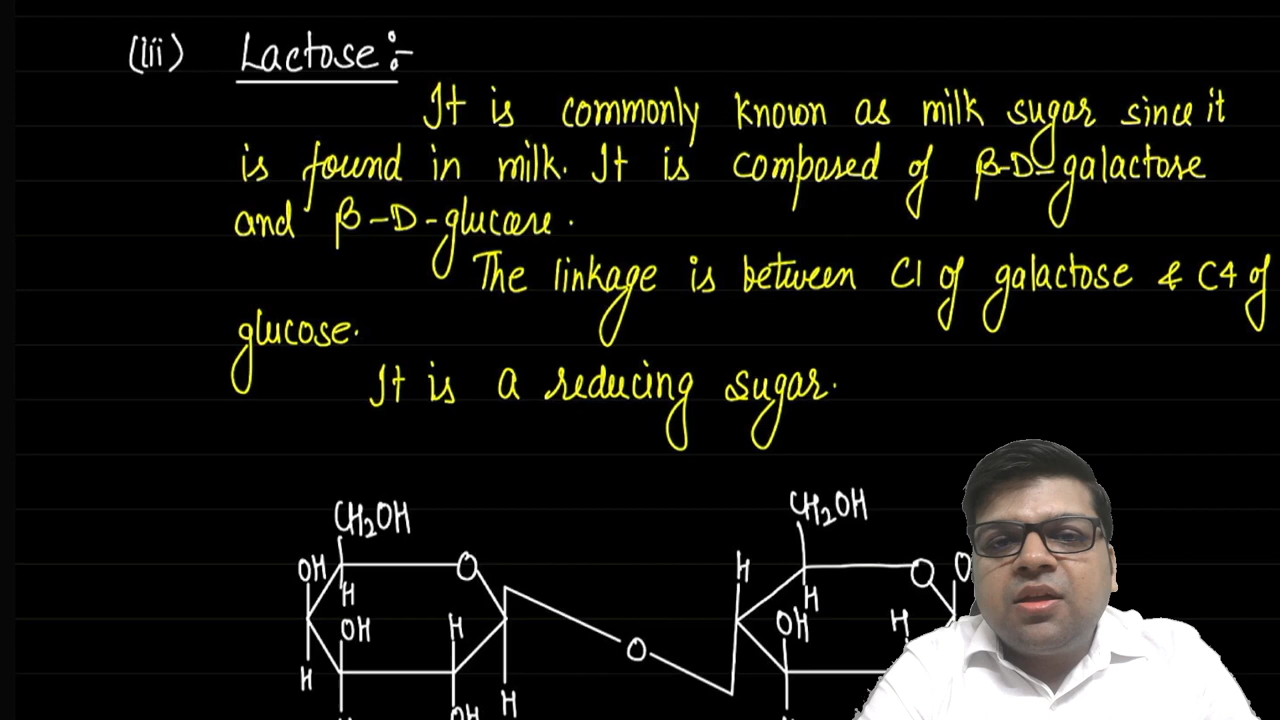 (iii) Lactose :-
It is commonly known as milk sugar since it
is found in milk. It is composed of β-D-galactose
and β-D-glucose.
The linkage is between C1 of galactose & C4 of
glucose.
It is a reducing sugar.
CH₂OH CH₂OH
OH O H O O
H H
OH H OH H
H H
OH